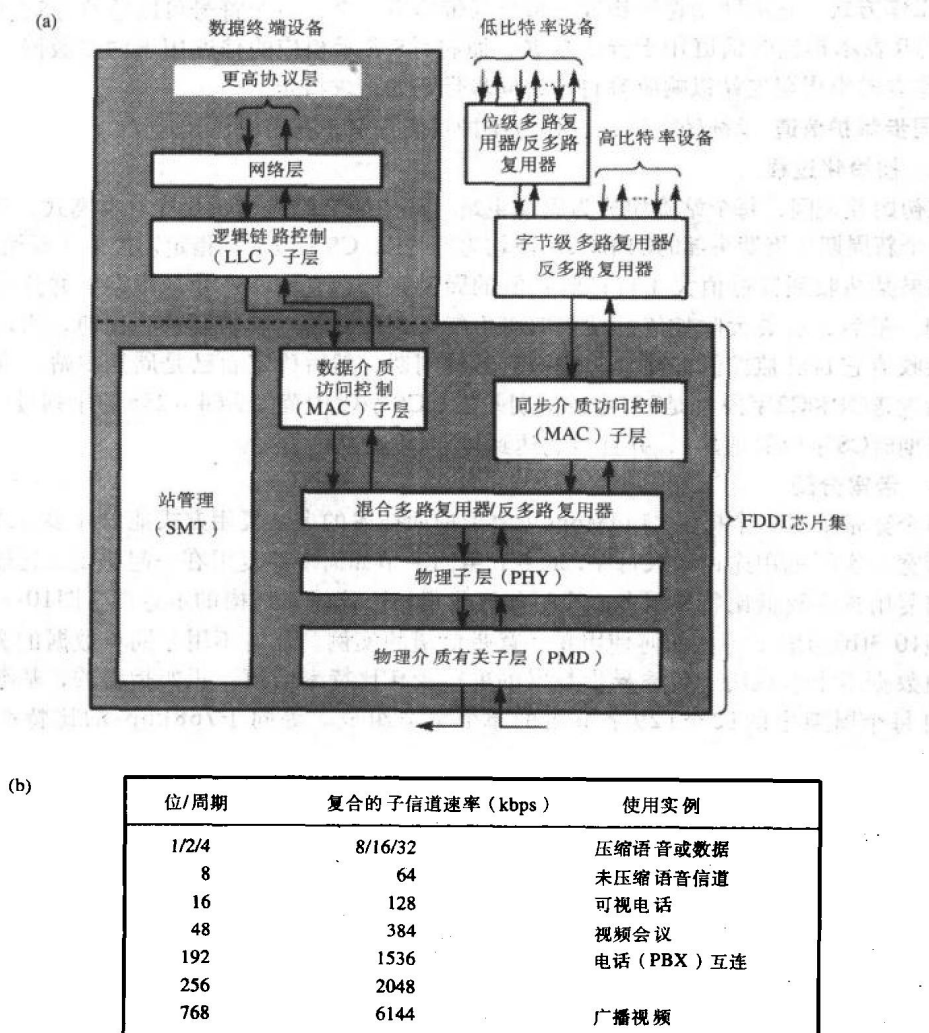 (a)
数据终端设备
低比特率设备
更高协议层
位级多路复
用器/反多路
复用器
高比特率设备
网络层
逻辑链路控制
(LLC)子层
字节级多路复用器/
反多路复用器
数据介质
访问控制
(MAC)子层
同步介质访问控制
(MAC)子层
站管理
(SMT)
混合多路复用器/反多路复用器
FDDI芯片集
物理子层(PHY)
物理介质有关子层(PMD)
(b)
位/周期 复合的子信道速率(kbps) 使用实例
1/2/4 8/16/32 压缩语音或数据
8 64 未压缩语音信道
16 128 可视电话
48 384 视频会议
192 1536 电话(PBX)互连
256 2048
768 6144 广播视频